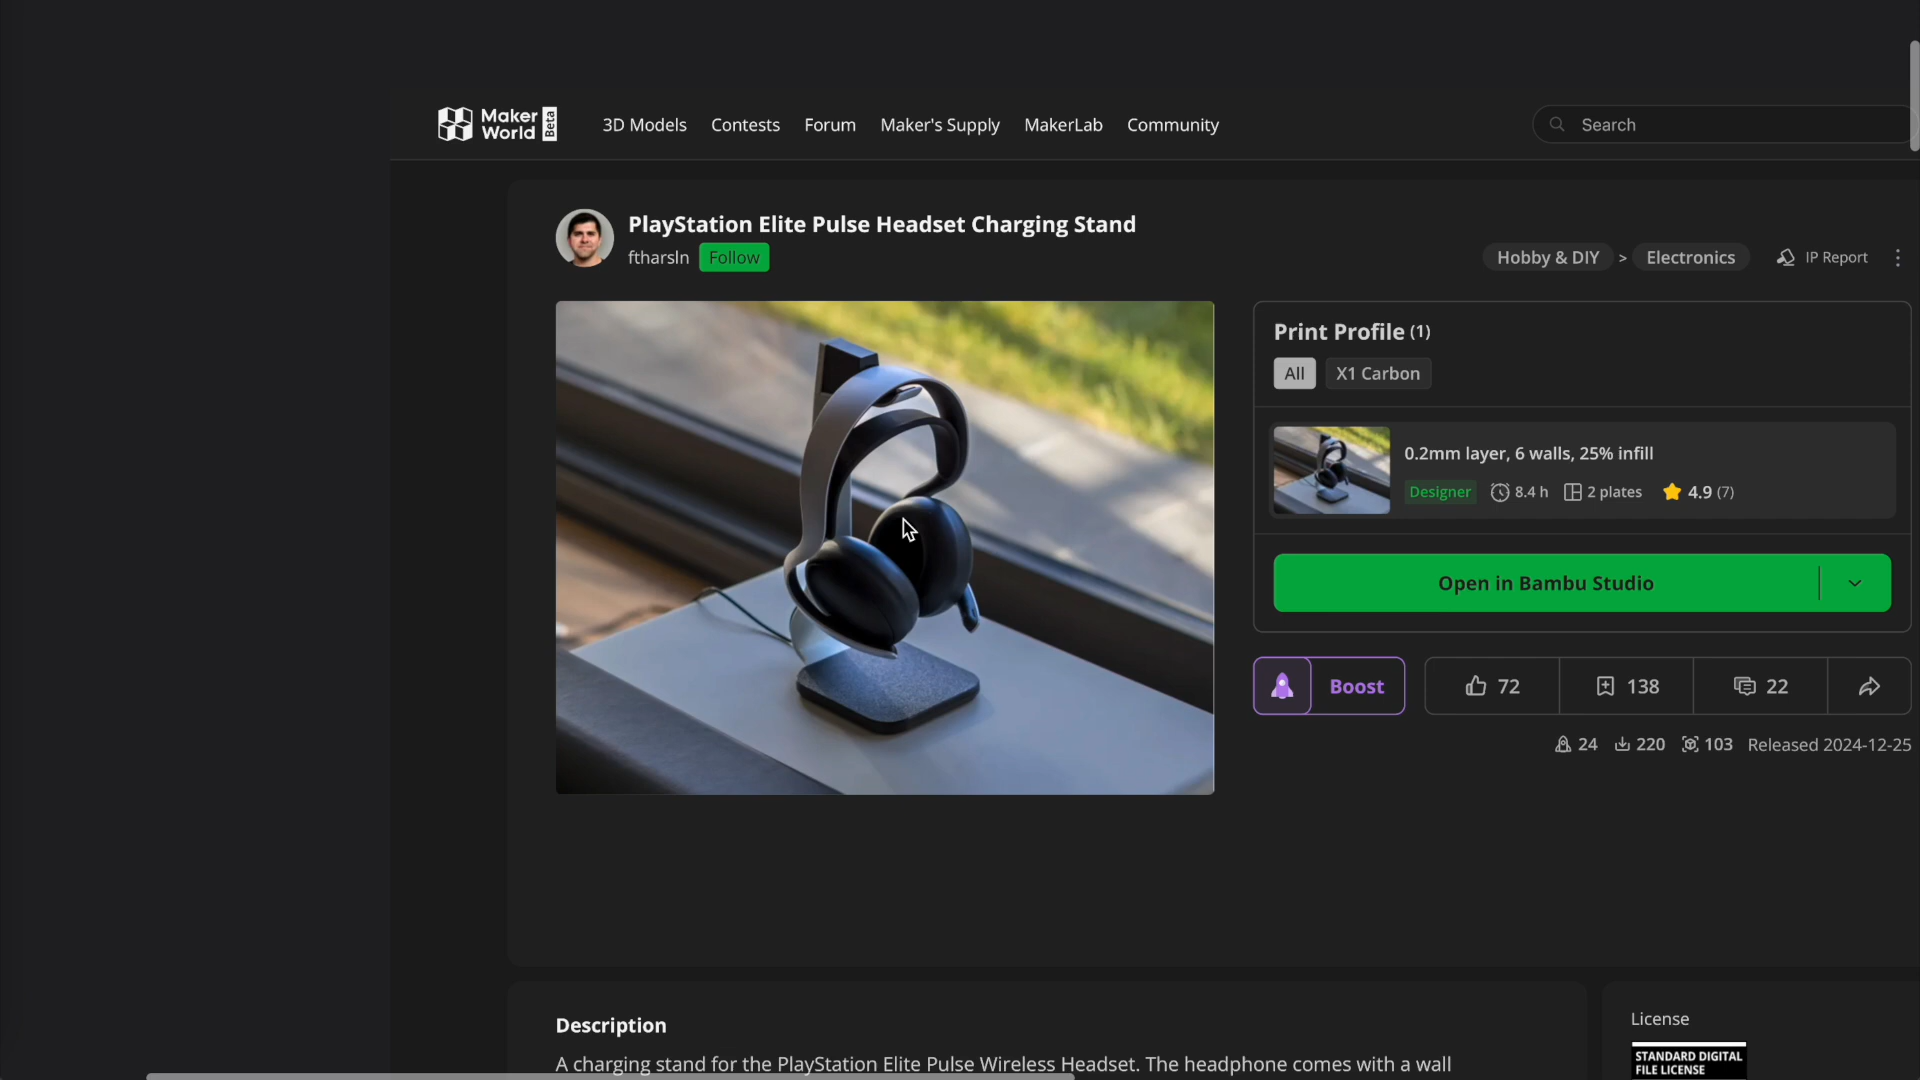 Maker World Beta
3D Models
Contests
Forum
Maker's Supply
MakerLab
Community
Search
PlayStation Elite Pulse Headset Charging Stand
ftharsln
Follow
Hobby & DIY > Electronics
IP Report
Print Profile (1)
All
X1 Carbon
0.2mm layer, 6 walls, 25% infill
Designer
8.4 h
2 plates
4.9 (7)
Open in Bambu Studio
Boost
72
138
22
24
220
103
Released 2024-12-25
Description
A charging stand for the PlayStation Elite Pulse Wireless Headset. The headphone comes with a wall
License
STANDARD DIGITAL
FILE LICENSE